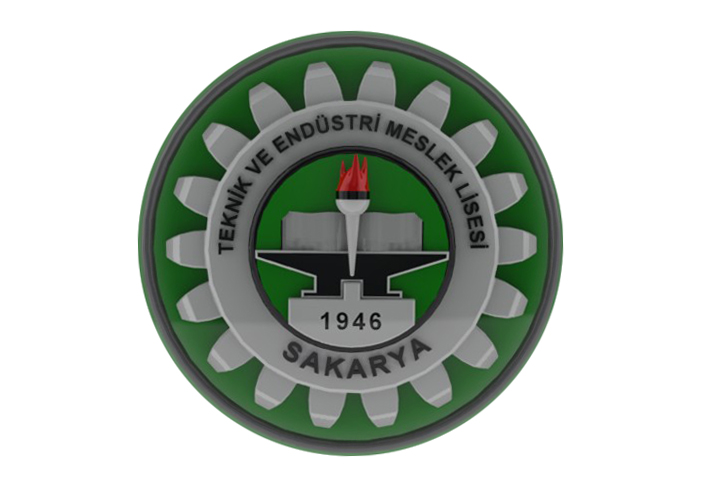 TEKNİK VE ENDÜSTRİ MESLEK LİSESİ
1946
SAKARYA